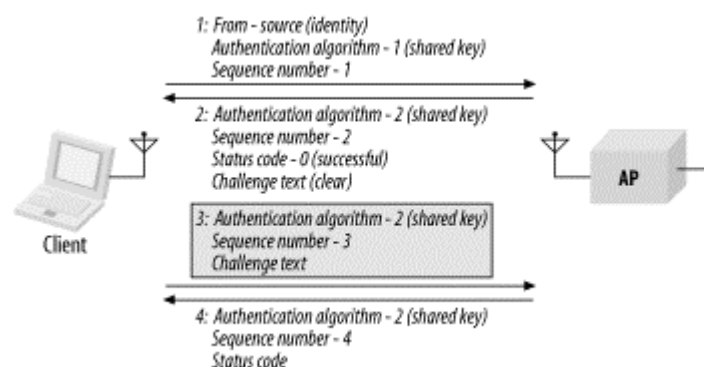 1: From - source (identity)
Authentication algorithm - 1 (shared key)
Sequence number - 1
2: Authentication algorithm - 2 (shared key)
Sequence number - 2
Status code - 0 (successful)
Challenge text (clear)
AP
3: Authentication algorithm - 2 (shared key)
Sequence number - 3
Challenge text
Client
4: Authentication algorithm - 2 (shared key)
Sequence number - 4
Status code